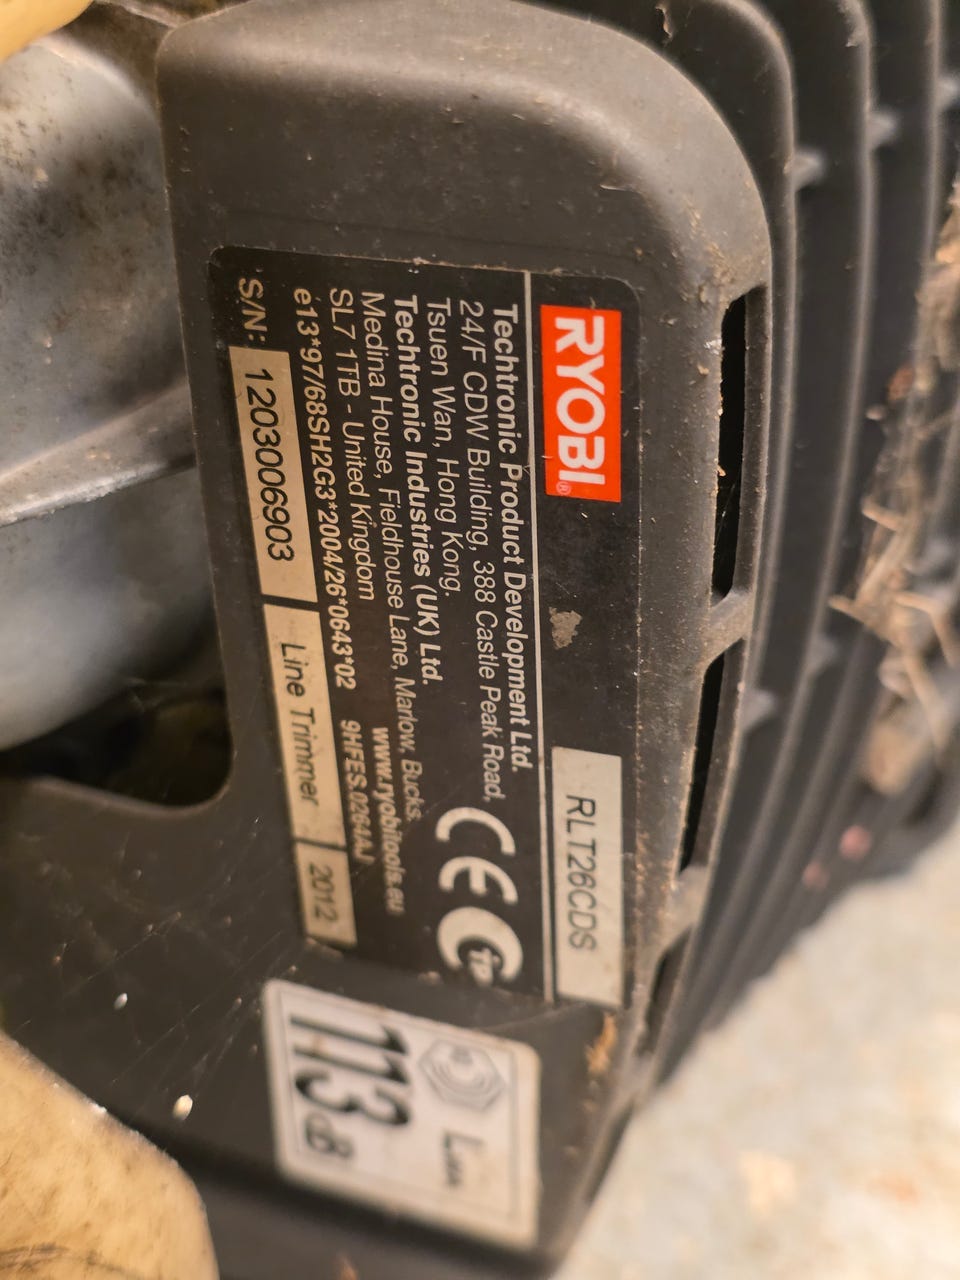 RYOBI®
RLT26CDS
Techtronic Product Development Ltd.
24/F CDW Building, 388 Castle Peak Road,
Tsuen Wan, Hong Kong.
Techtronic Industries (UK) Ltd.
Medina House, Fieldhouse Lane, Marlow, Bucks.
SL7 1TB - United Kingdom www.ryobitools.eu
e13*97/68SH2G3*2004/26*0643*02 9HFES.0264AJ
S/N: 1203006903 Line Trimmer 2012
CE
LWA
113 dB